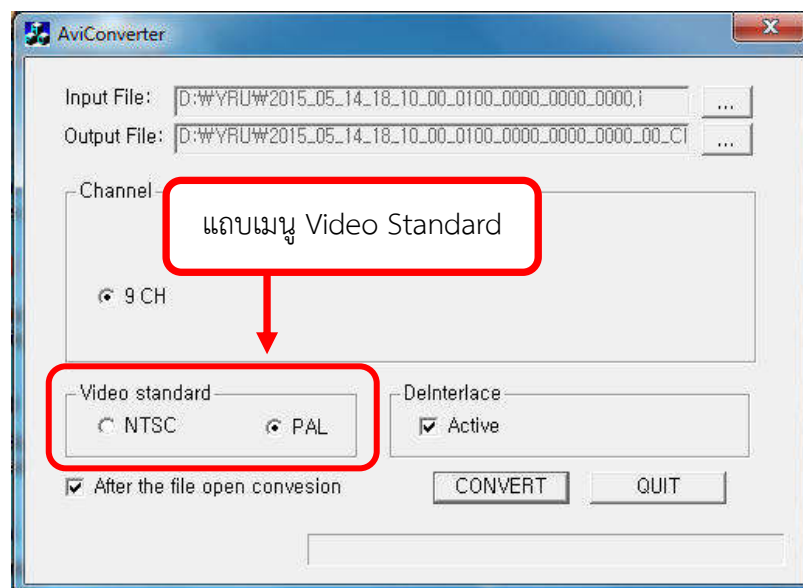 AviConverter
Input File: D:₩YRU₩2015_05_14_18_10_00_0100_0000_0000_0000.i ...
Output File: D:₩YRU₩2015_05_14_18_10_00_0100_0000_0000_0000_00_Cl ...
Channel
แถบเมนู Video Standard
9 CH
Video standard DeInterlace
NTSC PAL Active
After the file open convesion CONVERT QUIT